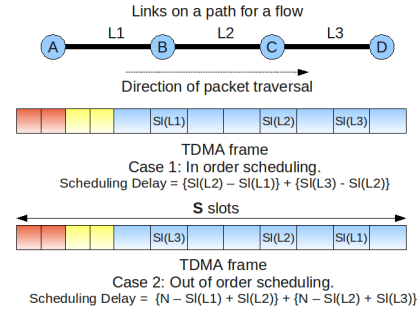 Links on a path for a flow
L1 L2 L3
A B C D
Direction of packet traversal
Sl(L1) Sl(L2) Sl(L3)
TDMA frame
Case 1: In order scheduling.
Scheduling Delay = {Sl(L2) – Sl(L1)} + {Sl(L3) - Sl(L2)}
S slots
Sl(L3) Sl(L2) Sl(L1)
TDMA frame
Case 2: Out of order scheduling.
Scheduling Delay = {N – Sl(L1) + Sl(L2)} + {N – Sl(L2) + Sl(L3)}